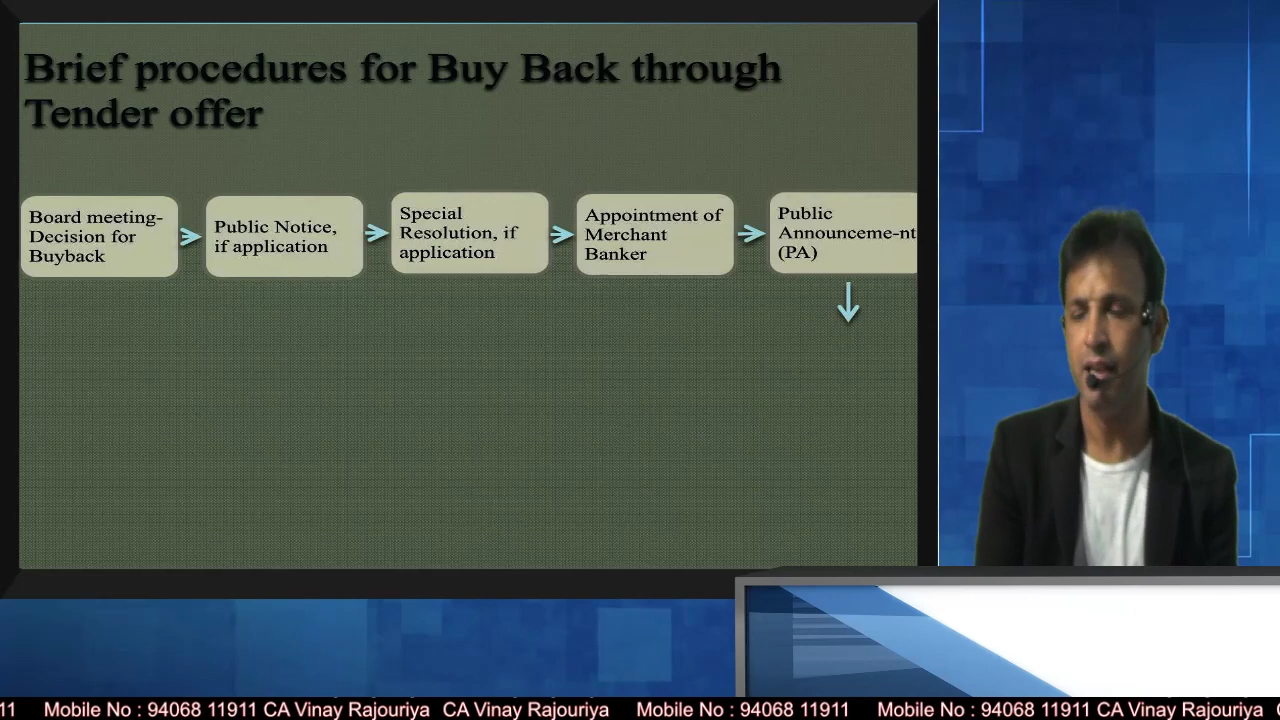 Brief procedures for Buy Back through
Tender offer
Board meeting-
Decision for
Buyback
Public Notice,
if application
Special
Resolution, if
application
Appointment of
Merchant
Banker
Public
Announceme-nt
(PA)
11 Mobile No : 94068 11911 CA Vinay Rajouriya CA Vinay Rajouriya Mobile No : 94068 11911 Mobile No : 94068 11911 CA Vinay Rajouriya